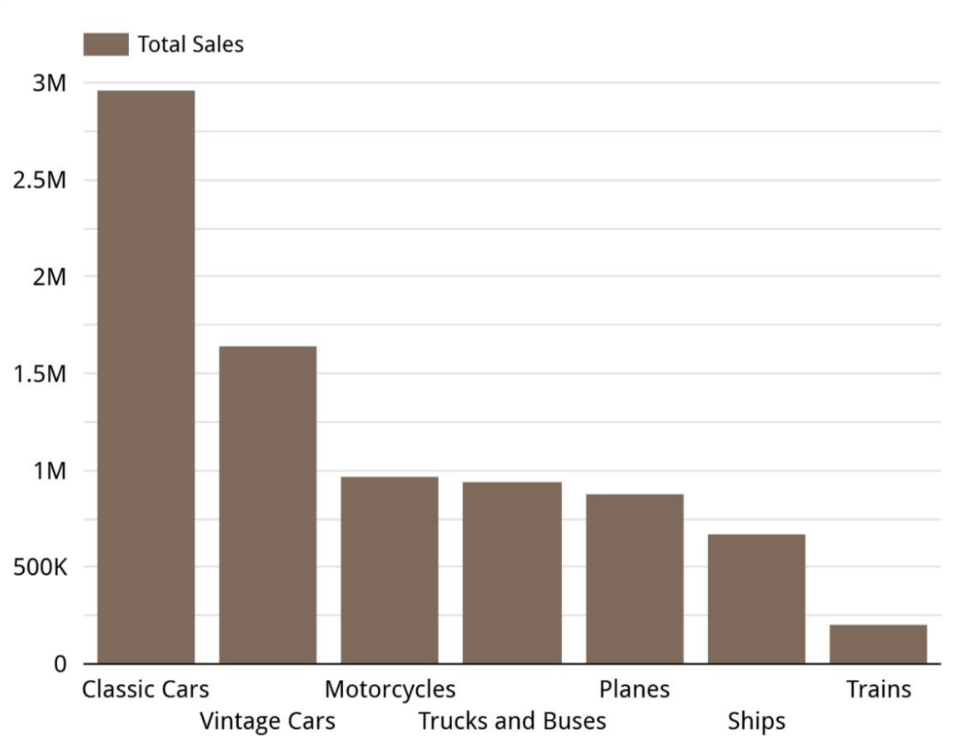 Total Sales
3M
2.5M
2M
1.5M
1M
500K
0
Classic Cars
Vintage Cars
Motorcycles
Trucks and Buses
Planes
Ships
Trains